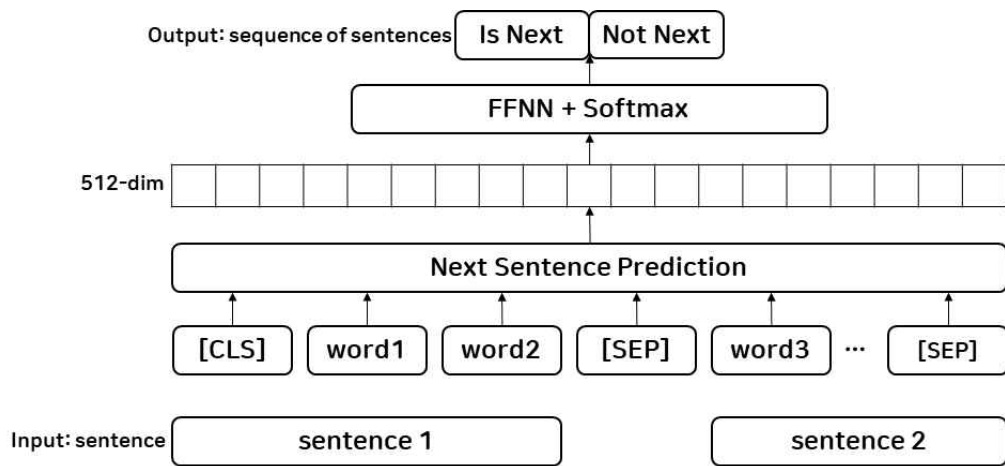 Output: sequence of sentences Is Next Not Next
FFNN + Softmax
512-dim
Next Sentence Prediction
[CLS] word1 word2 [SEP] word3 ... [SEP]
Input: sentence sentence 1 sentence 2